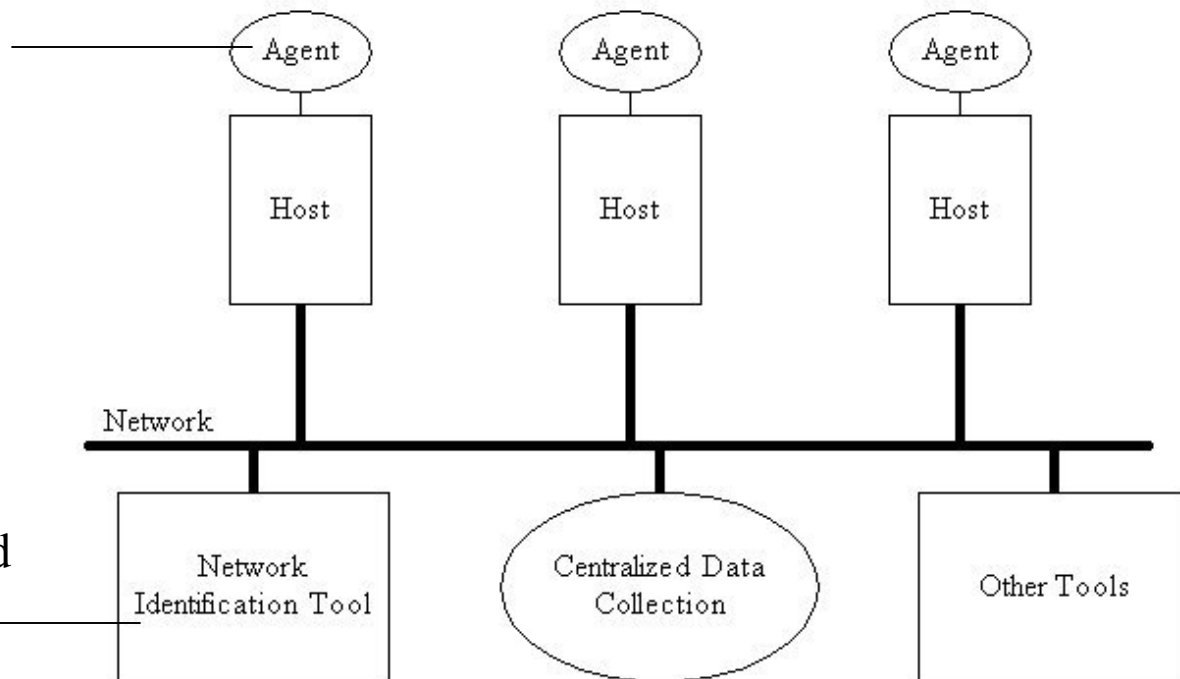 Agent
Agent
Agent
Host
Host
Host
Network
d
Network
Identification Tool
Centralized Data
Collection
Other Tools